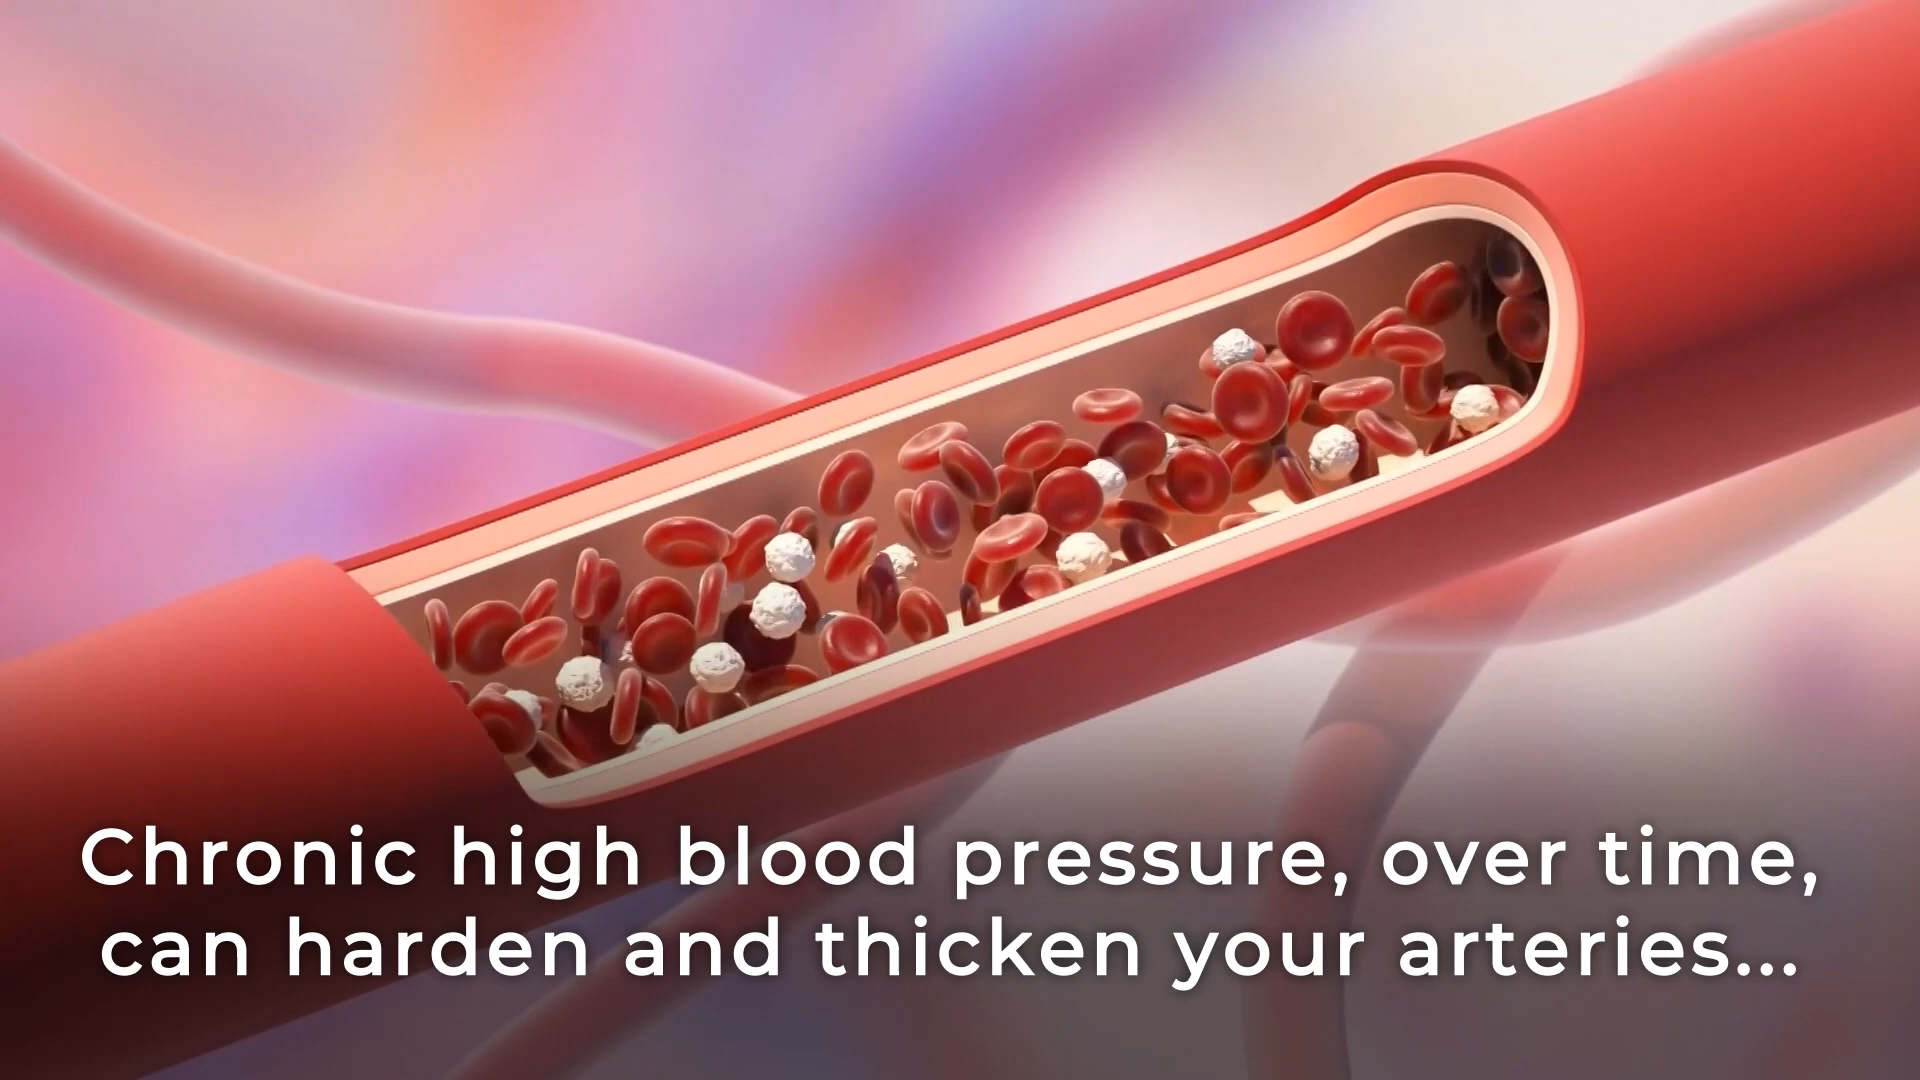 Chronic high blood pressure, over time,
can harden and thicken your arteries...